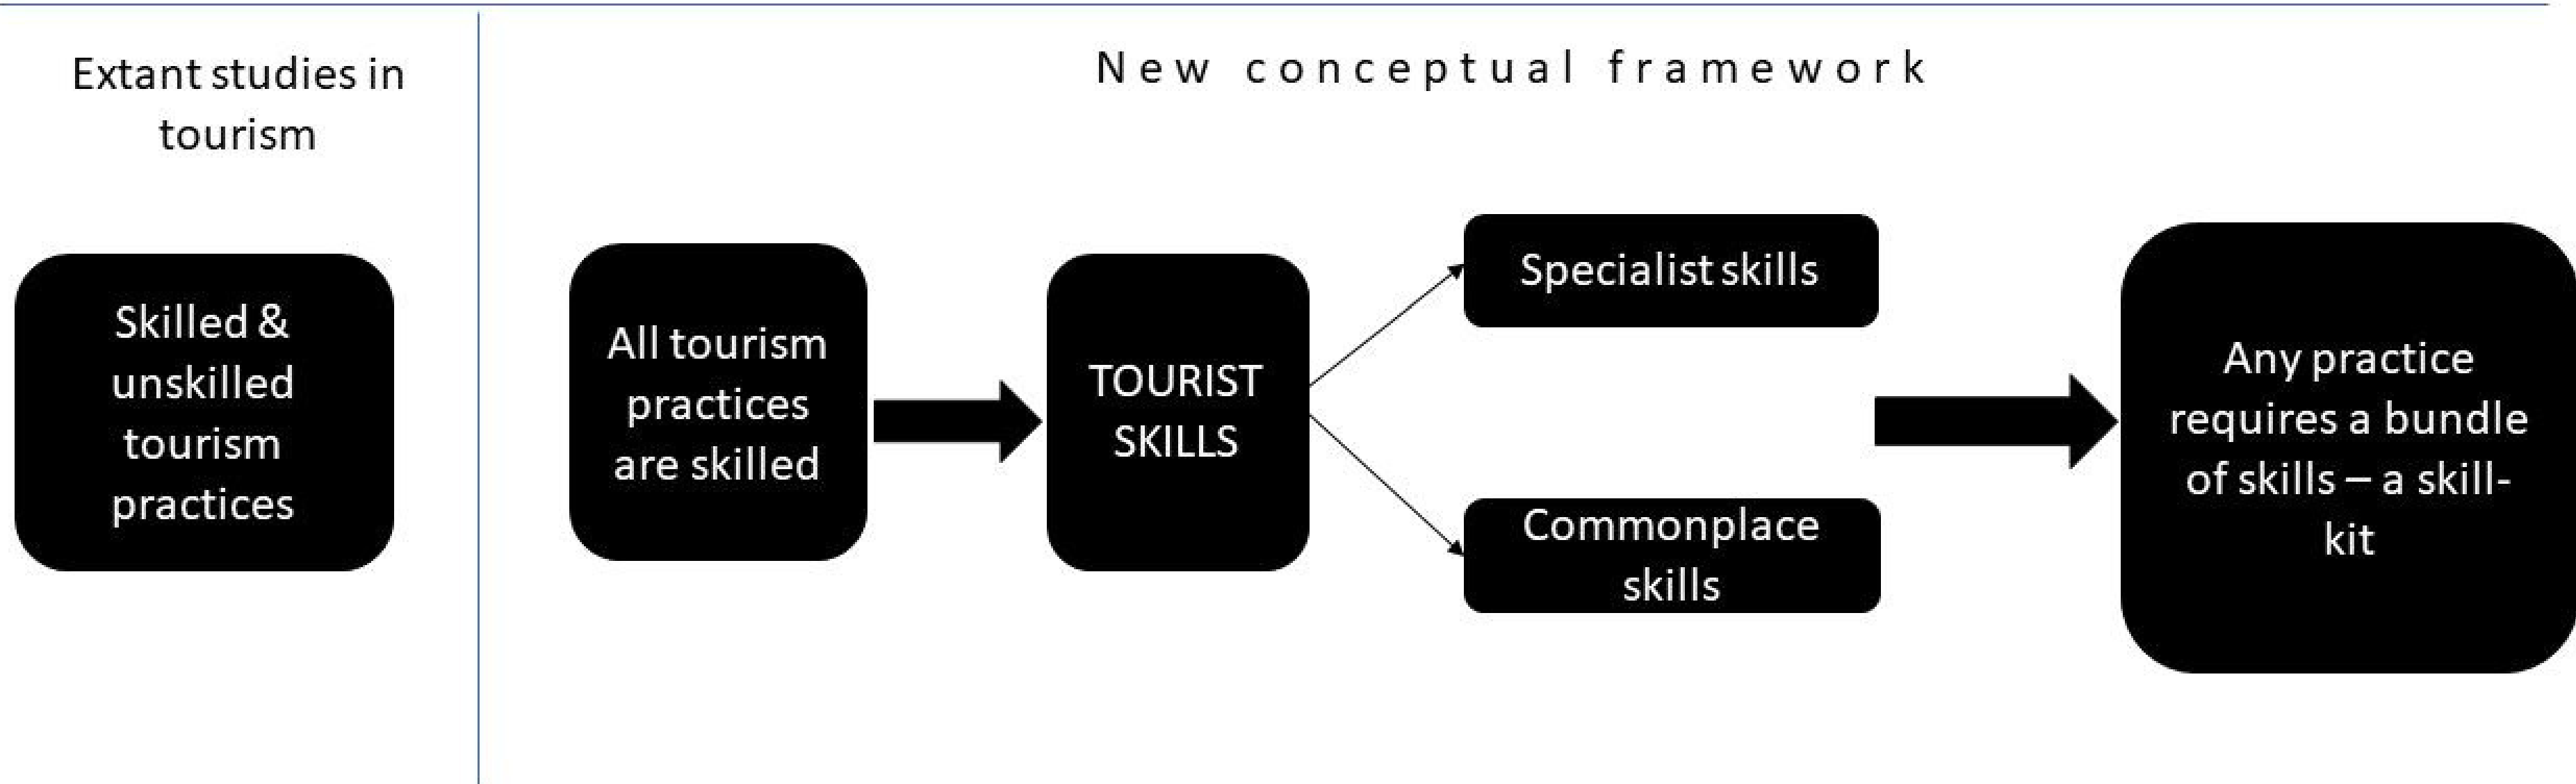 Extant studies in
tourism
New conceptual framework
Skilled &
unskilled
tourism
practices
All tourism
practices
are skilled
TOURIST
SKILLS
Specialist skills
Commonplace
skills
Any practice
requires a bundle
of skills – a skill-
kit